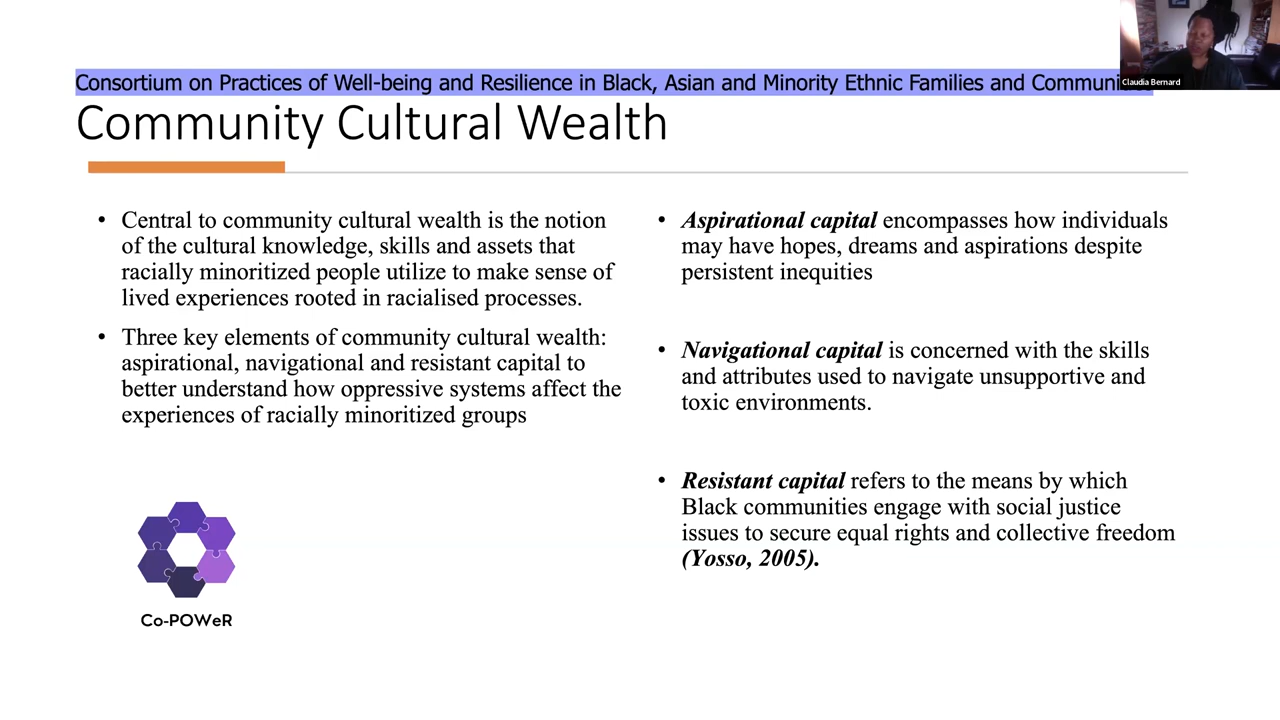 Consortium on Practices of Well-being and Resilience in Black, Asian and Minority Ethnic Families and
Claudia Bernard
Community Cultural Wealth
• Central to community cultural wealth is the notion
of the cultural knowledge, skills and assets that
racially minoritized people utilize to make sense of
lived experiences rooted in racialised processes.
• Three key elements of community cultural wealth:
aspirational, navigational and resistant capital to
better understand how oppressive systems affect the
experiences of racially minoritized groups
• Aspirational capital encompasses how individuals
may have hopes, dreams and aspirations despite
persistent inequities
• Navigational capital is concerned with the skills
and attributes used to navigate unsupportive and
toxic environments.
• Resistant capital refers to the means by which
Black communities engage with social justice
issues to secure equal rights and collective freedom
(Yosso, 2005).
Co-POWeR